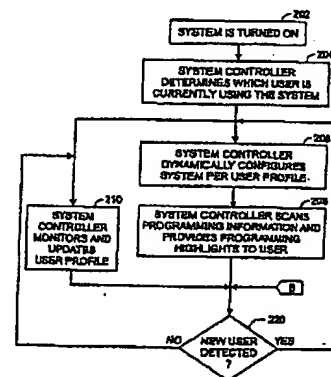 202
SYSTEM IS TURNED ON
204
SYSTEM CONTROLLER
DETERMINES WHICH USER IS
CURRENTLY USING THE SYSTEM
SYSTEM CONTROLLER
DYNAMICALLY CONFIGURES
SYSTEM PER USER PROFILE
210
SYSTEM
CONTROLLER
MONITORS AND
UPDATES
USER PROFILE
SYSTEM CONTROLLER SCANS
PROGRAMMING INFORMATION AND
PROVIDES PROGRAMMING
HIGHLIGHTS TO USER
B
220
NO
NEW USER
DETECTED
?
YES